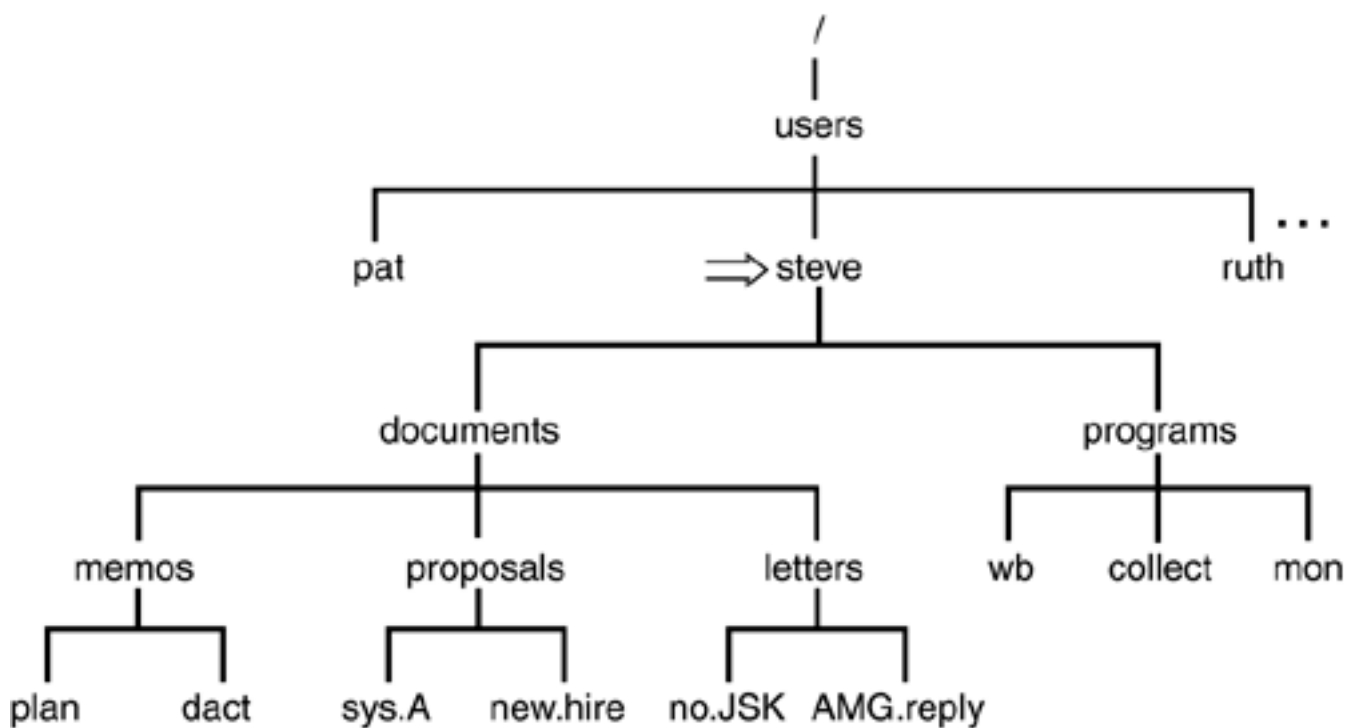 /
users
pat steve ruth ...
documents programs
memos proposals letters wb collect mon
plan dact sys.A new.hire no.JSK AMG.reply